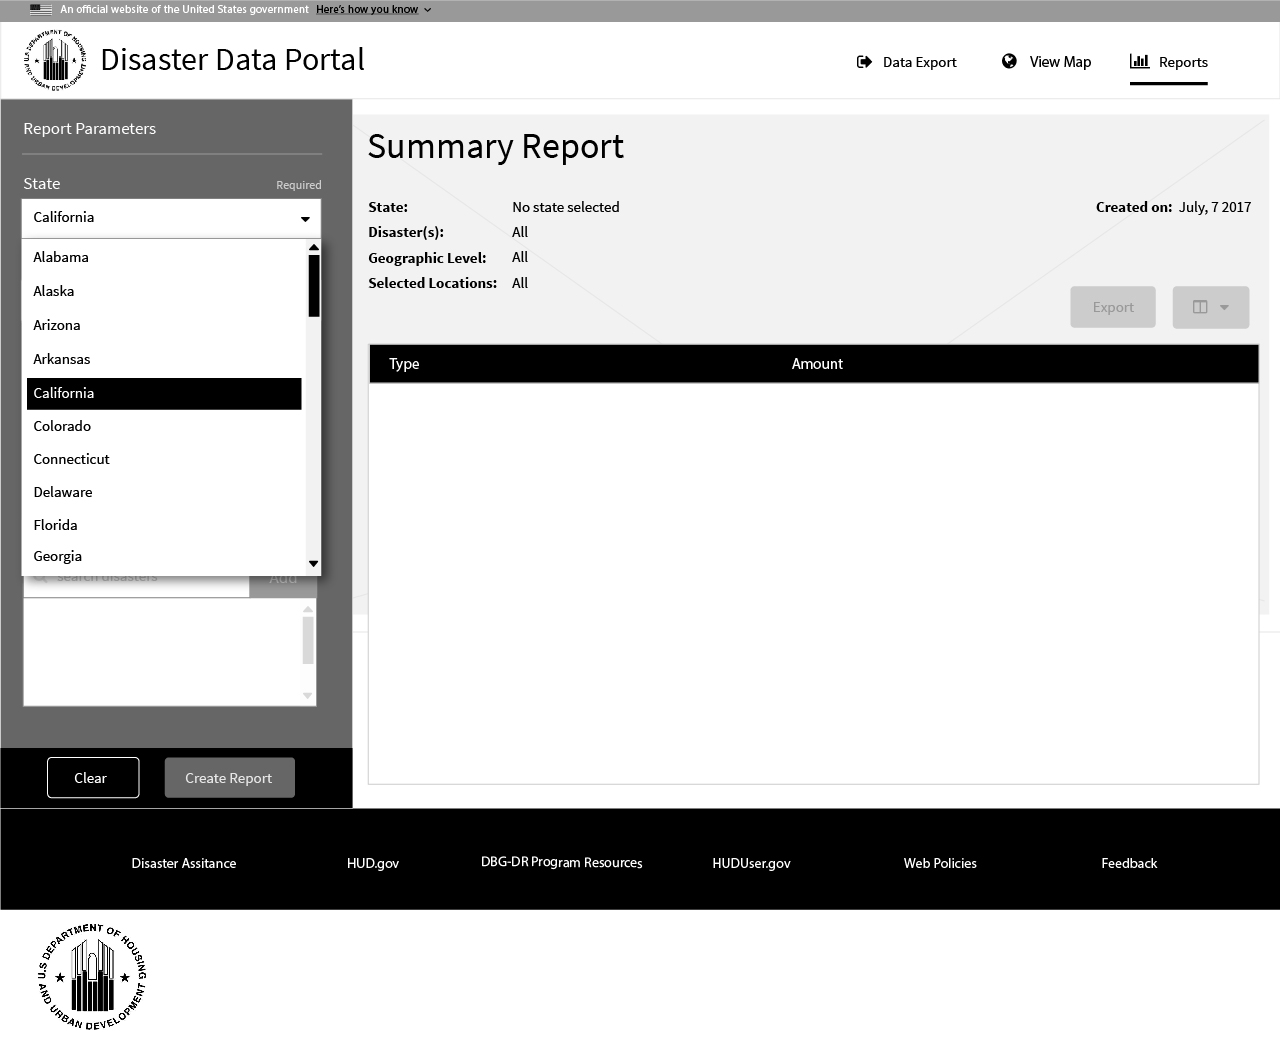 An official website of the United States government Here's how you know
U.S DEPARTMENT OF HOUSING AND URBAN DEVELOPMENT
Disaster Data Portal
Data Export
View Map
Reports
Report Parameters
State Required
California
Alabama
Alaska
Arizona
Arkansas
California
Colorado
Connecticut
Delaware
Florida
Georgia
search disasters Add
Clear
Create Report
Summary Report
State: No state selected
Created on: July, 7 2017
Disaster(s): All
Geographic Level: All
Selected Locations: All
Export
Type Amount
Disaster Assitance
HUD.gov
DBG-DR Program Resources
HUDUser.gov
Web Policies
Feedback
U.S DEPARTMENT OF HOUSING AND URBAN DEVELOPMENT